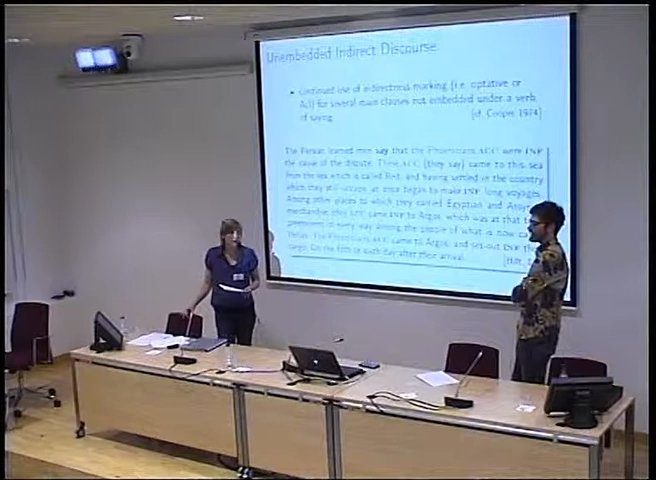 Unembedded Indirect Discourse
continued use of indirectness marking (i.e. optative or
AcI) for several main clauses not embedded under a verb
of saying
[cf. Cooper 1974]
The Persian learned men say that the Phoenicians ACC were INF
the cause of the dispute. These ACC (they say) came to this sea
from the sea which is called Red, and having settled in the country
which they still occupy, at once began to make INF long voyages.
Among other places to which they carried Egyptian and
merchandise, they came INF to Argos, which was at that
in every way among the people of what is now
Hellas. The Phoenicians ACC came to Argos, and set out INF
cargo. On the fifth or sixth day after their arrival